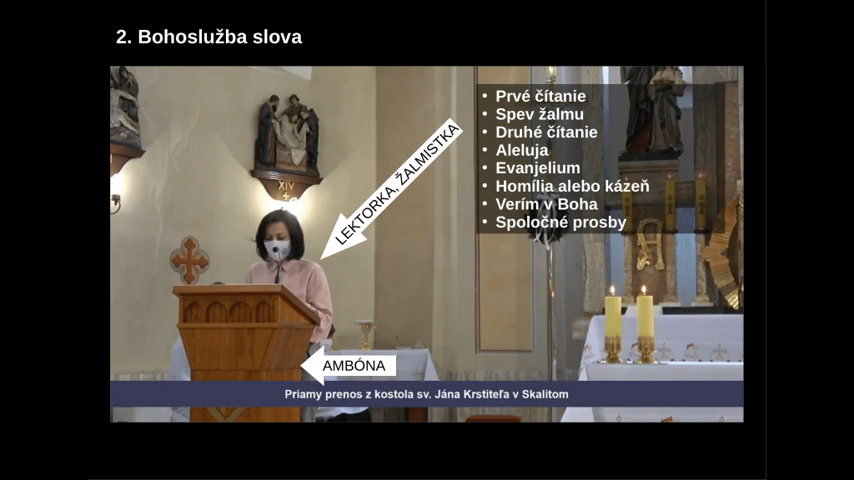 2. Bohoslužba slova
• Prvé čítanie
• Spev žalmu
• Druhé čítanie
• Aleluja
• Evanjelium
• Homília alebo kázeň
• Verím v Boha
• Spoločné prosby
LEKTORKA, ŽALMISTKA
XIV
AMBÓNA
Priamy prenos z kostola sv. Jána Krstiteľa v Skalitom